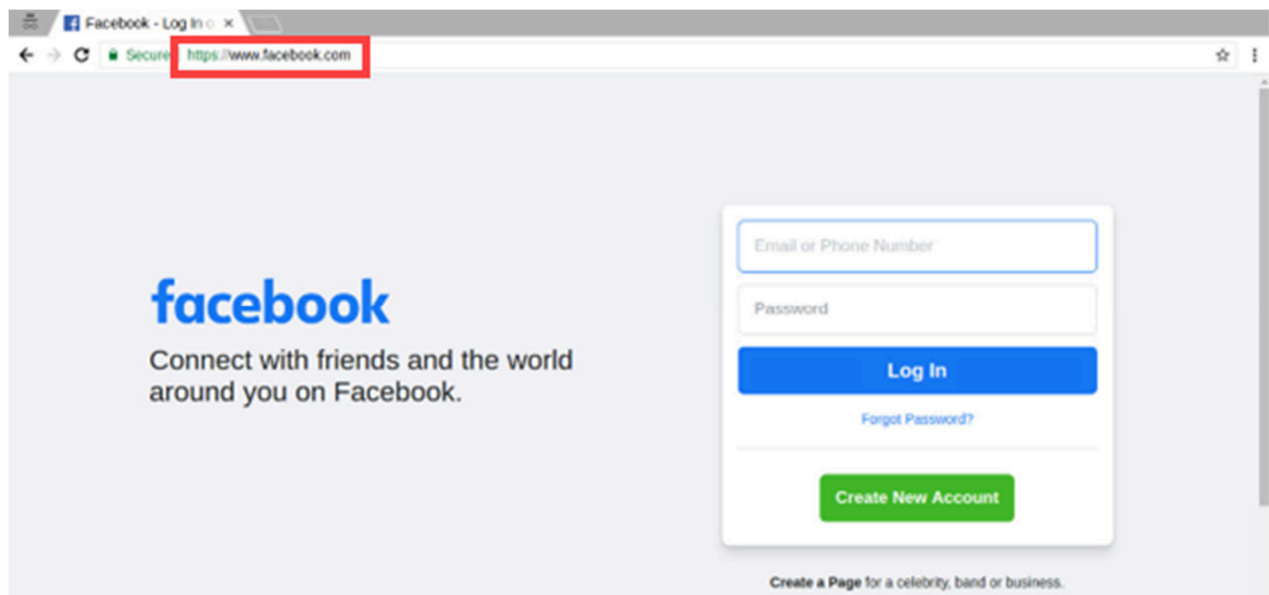 Facebook - Log In o
Secure https://www.facebook.com
facebook
Connect with friends and the world
around you on Facebook.
Email or Phone Number
Password
Log In
Forgot Password?
Create New Account
Create a Page for a celebrity, band or business.